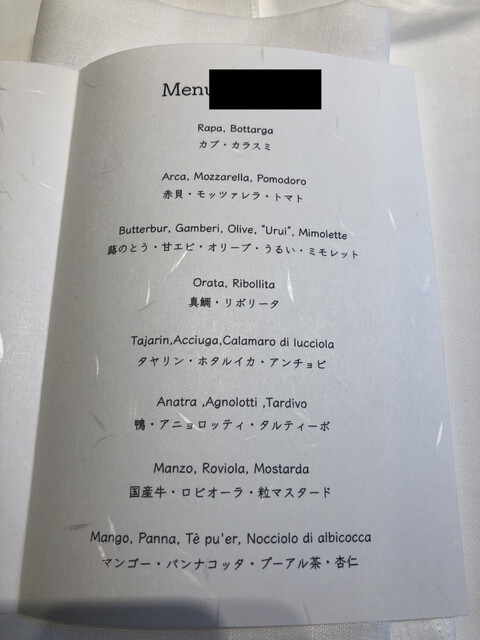 Menu
Rapa, Bottarga
カブ・カラスミ
Arca, Mozzarella, Pomodoro
赤貝・モッツァレラ・トマト
Butterbur, Gamberi, Olive, "Urui", Mimolette
蕗のとう・甘エビ・オリーブ・うるい・ミモレット
Orata, Ribollita
真鯛・リボリータ
Tajarin,Acciuga,Calamaro di lucciola
タヤリン・ホタルイカ・アンチョビ
Anatra ,Agnolotti ,Tardivo
鴨・アニョロッティ・タルティーボ
Manzo, Roviola, Mostarda
国産牛・ロビオーラ・粒マスタード
Mango, Panna, Tè pu'er, Nocciolo di albicocca
マンゴー・パンナコッタ・プーアル茶・杏仁